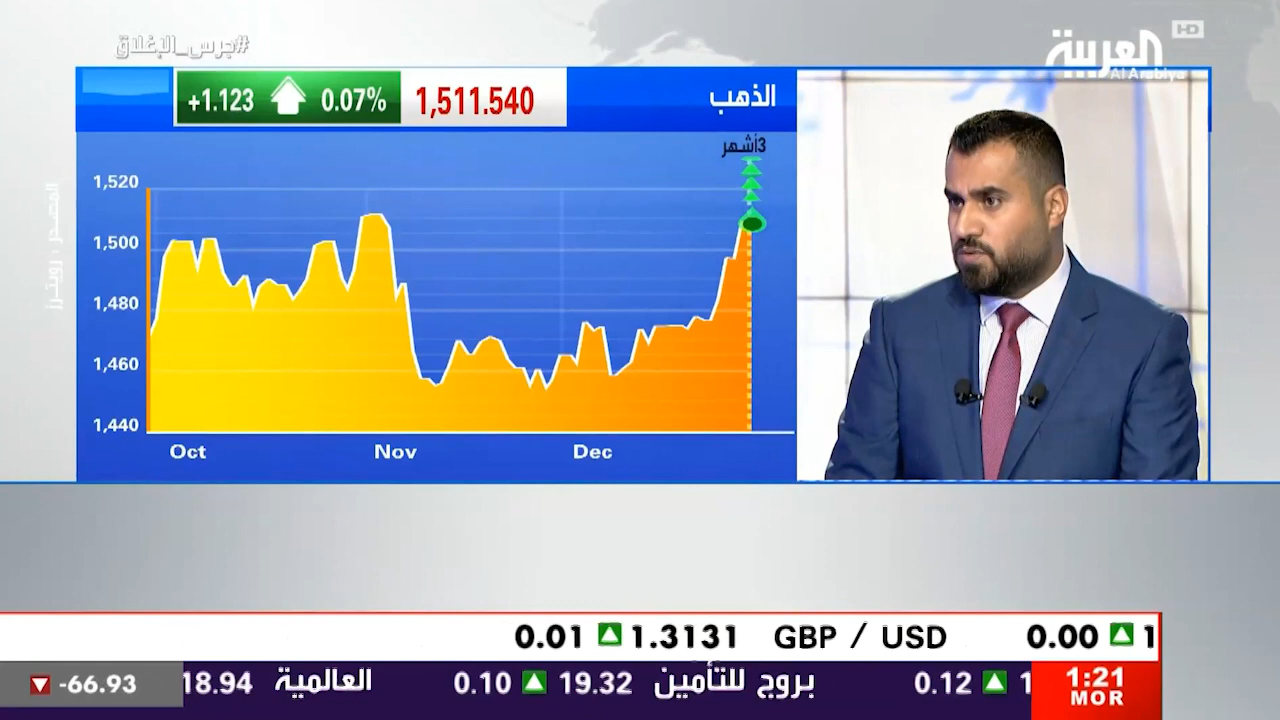 #جرس_الإغلاق
العربية HD
Al Arabiya
الذهب
1,511.540
+1.123 0.07%
3أشهر
1,520
1,500
1,480
1,460
1,440
Oct Nov Dec
المصدر : رويترز
0.01 1.3131 GBP / USD 0.00 1
-66.93 18.94 العالمية 0.10 19.32 بروج للتأمين 0.12 1
1:21
MOR